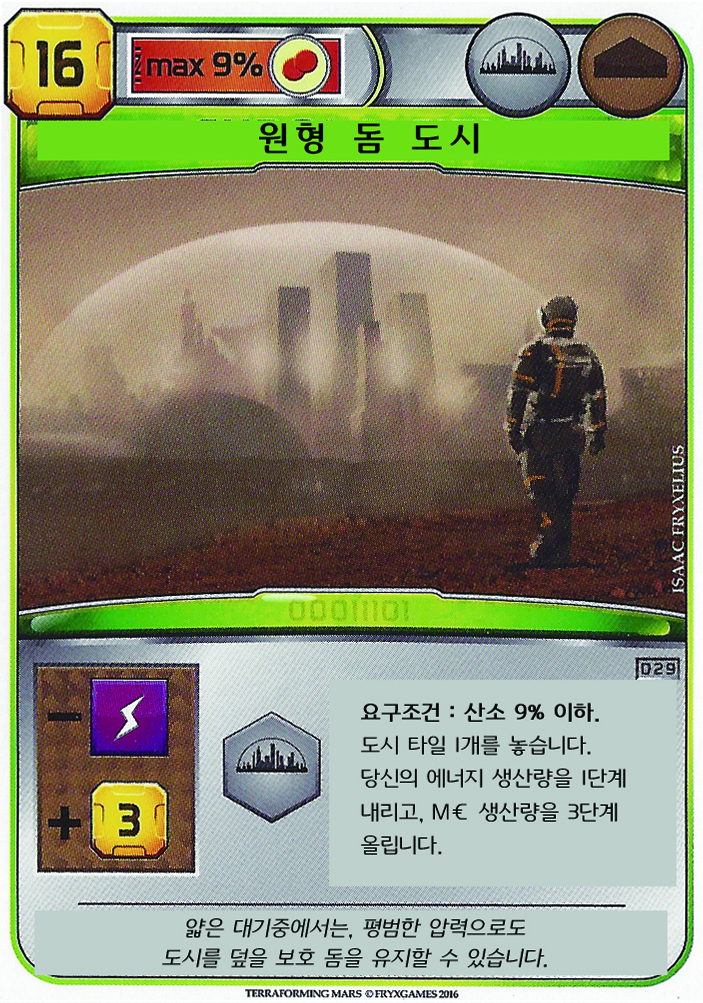 16
max 9%
원형 돔 도시
ISAAC FRYXELIUS
00011101
029
-
+ 3
요구조건 : 산소 9% 이하.
도시 타일 1개를 놓습니다.
당신의 에너지 생산량을 1단계
내리고, M€ 생산량을 3단계
올립니다.
얇은 대기중에서는, 평범한 압력으로도
도시를 덮을 보호 돔을 유지할 수 있습니다.
TERRAFORMING MARS © FRYXGAMES 2016